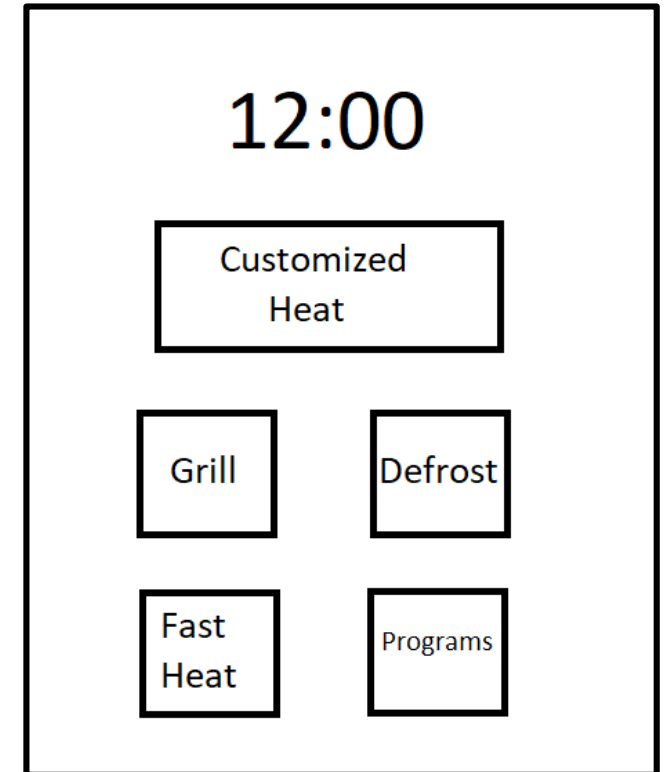 12:00
Customized
Heat
Grill
Defrost
Fast
Heat
Programs